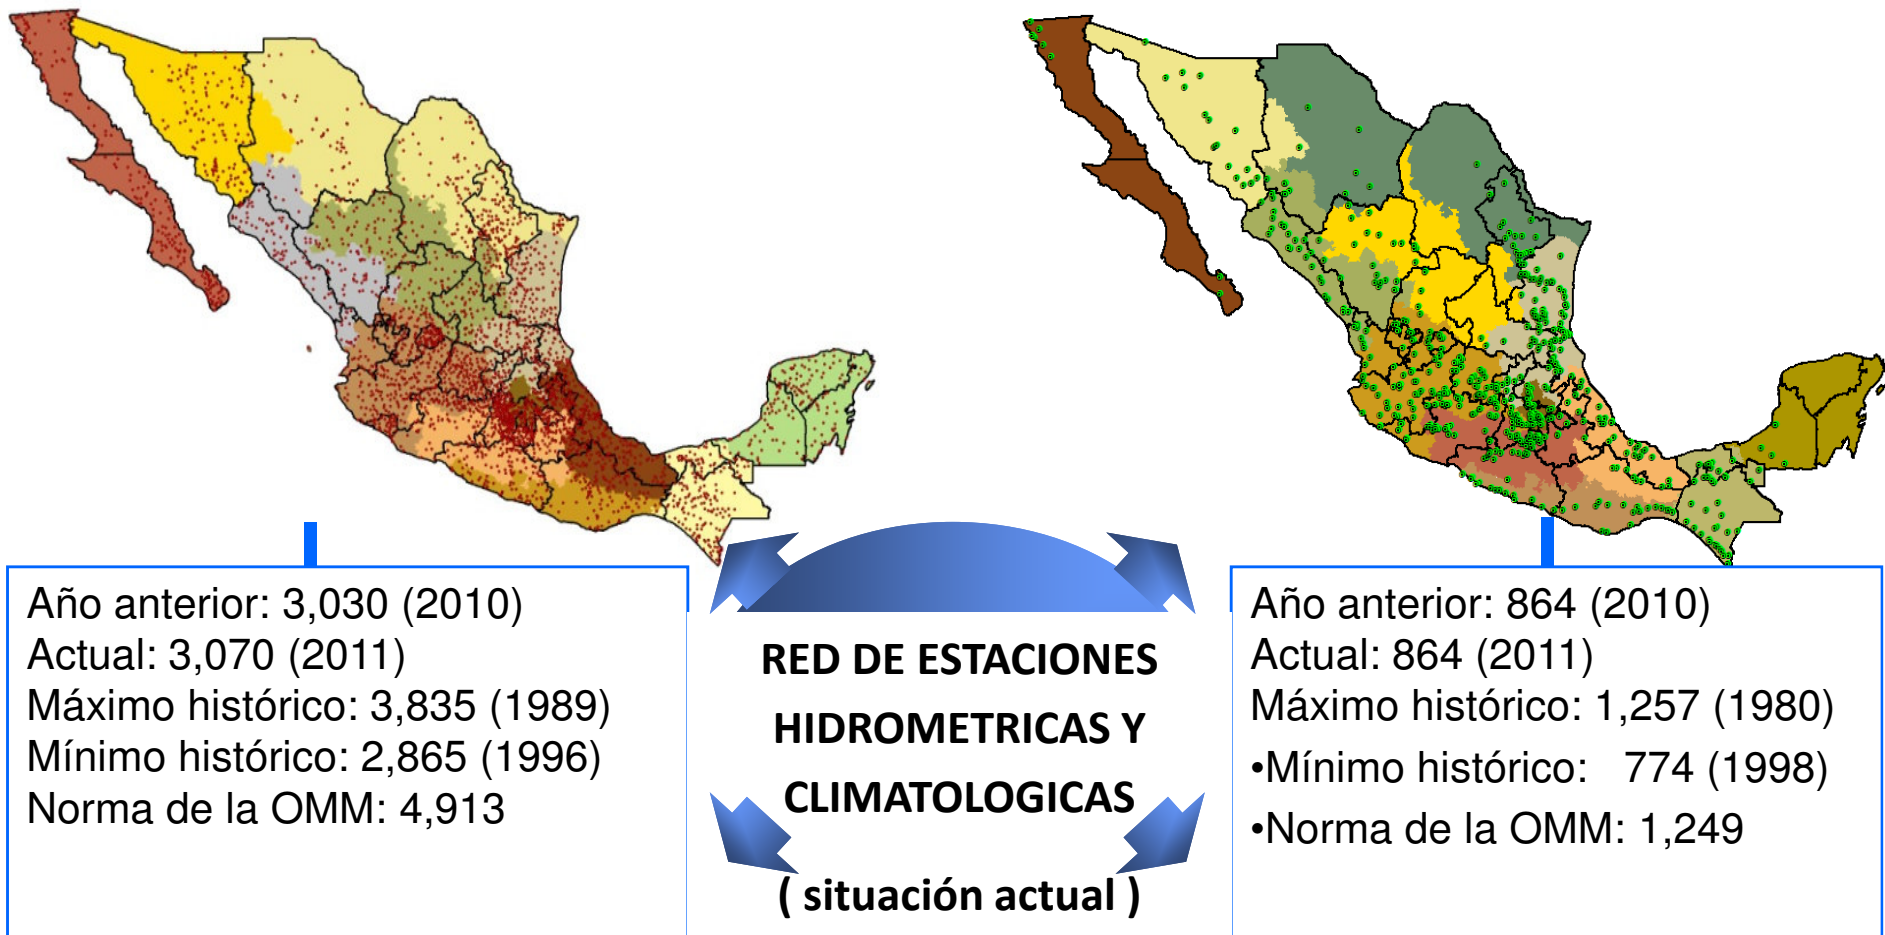 Año anterior: 3,030 (2010)
Actual: 3,070 (2011)
Máximo histórico: 3,835 (1989)
Mínimo histórico: 2,865 (1996)
Norma de la OMM: 4,913
RED DE ESTACIONES
HIDROMETRICAS Y
CLIMATOLOGICAS
( situación actual )
Año anterior: 864 (2010)
Actual: 864 (2011)
Máximo histórico: 1,257 (1980)
•Mínimo histórico: 774 (1998)
•Norma de la OMM: 1,249